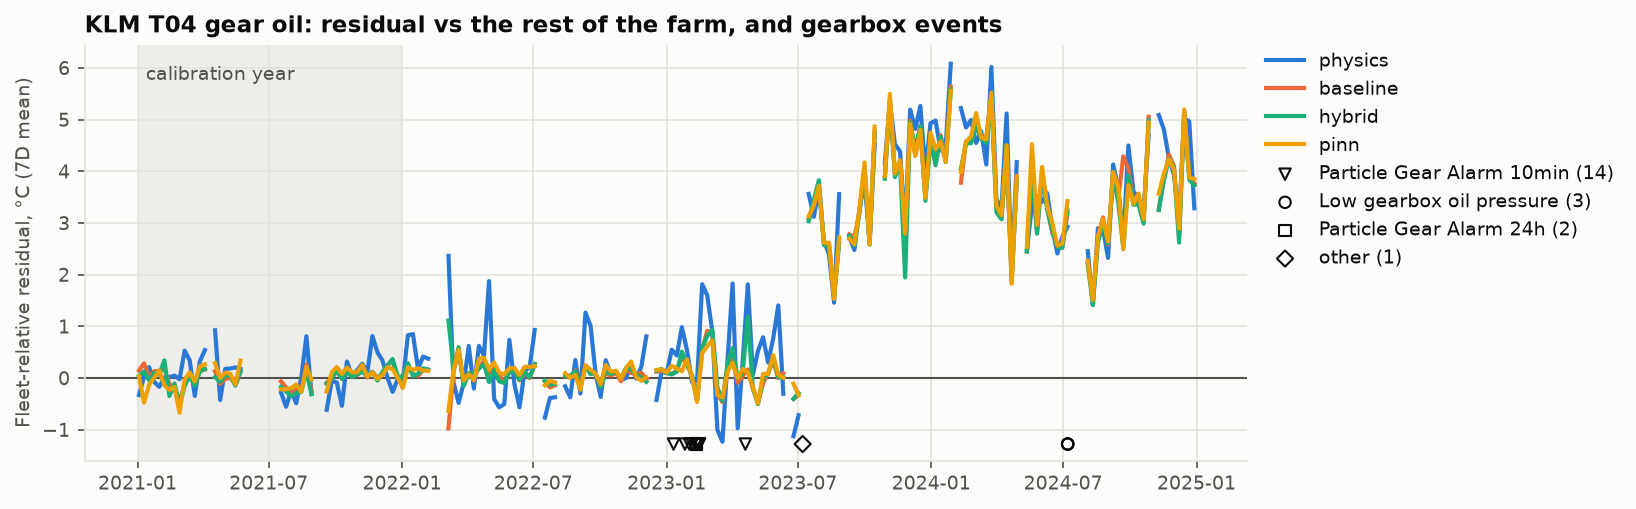 KLM T04 gear oil: residual vs the rest of the farm, and gearbox events
Fleet-relative residual, °C (7D mean)
6
5
4
3
2
1
0
−1
calibration year
2021-01
2021-07
2022-01
2022-07
2023-01
2023-07
2024-01
2024-07
2025-01
physics
baseline
hybrid
pinn
Particle Gear Alarm 10min (14)
Low gearbox oil pressure (3)
Particle Gear Alarm 24h (2)
other (1)